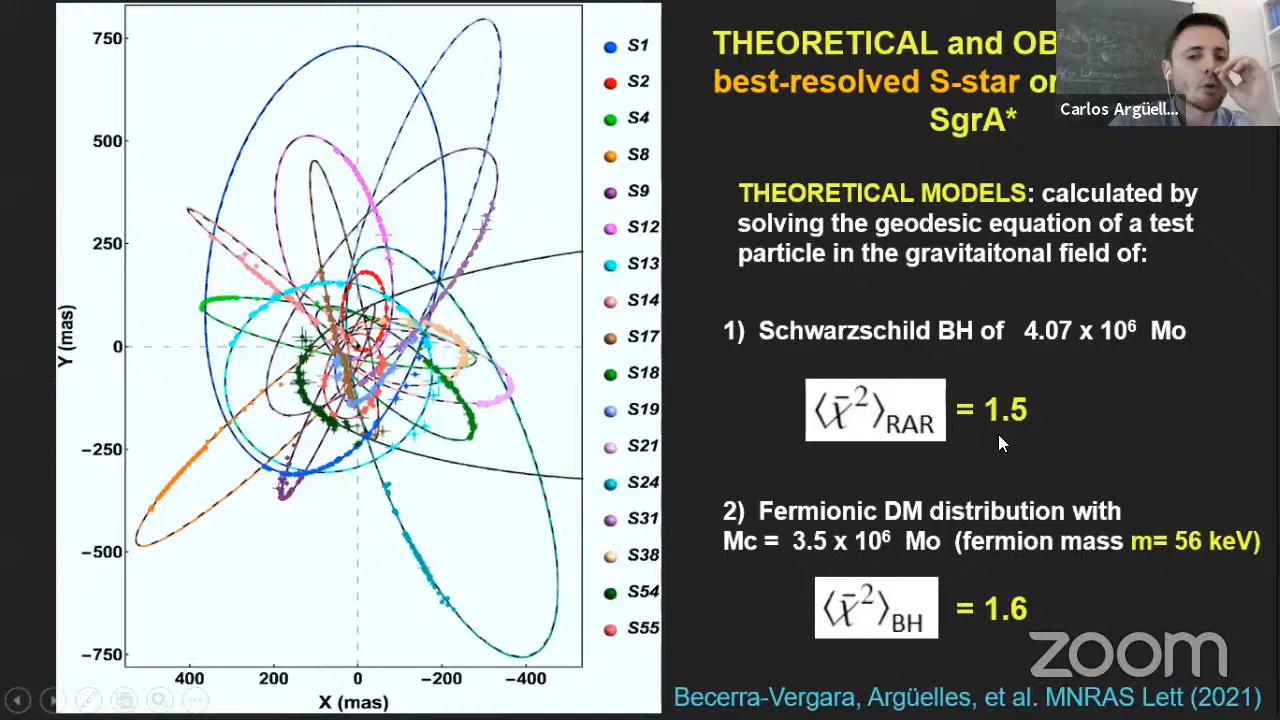 THEORETICAL and OB
best-resolved S-star or
SgrA*
Carlos Argüell...
THEORETICAL MODELS: calculated by
solving the geodesic equation of a test
particle in the gravitaitonal field of:
1) Schwarzschild BH of 4.07 x 10⁶ Mo
⟨χ̄²⟩RAR = 1.5
2) Fermionic DM distribution with
Mc = 3.5 x 10⁶ Mo (fermion mass m= 56 keV)
⟨χ̄²⟩BH = 1.6
zoom
Becerra-Vergara, Argüelles, et al. MNRAS Lett (2021)
Y (mas)
750
500
250
0
−250
−500
−750
400 200 0 −200 −400
X (mas)
S1
S2
S4
S8
S9
S12
S13
S14
S17
S18
S19
S21
S24
S31
S38
S54
S55